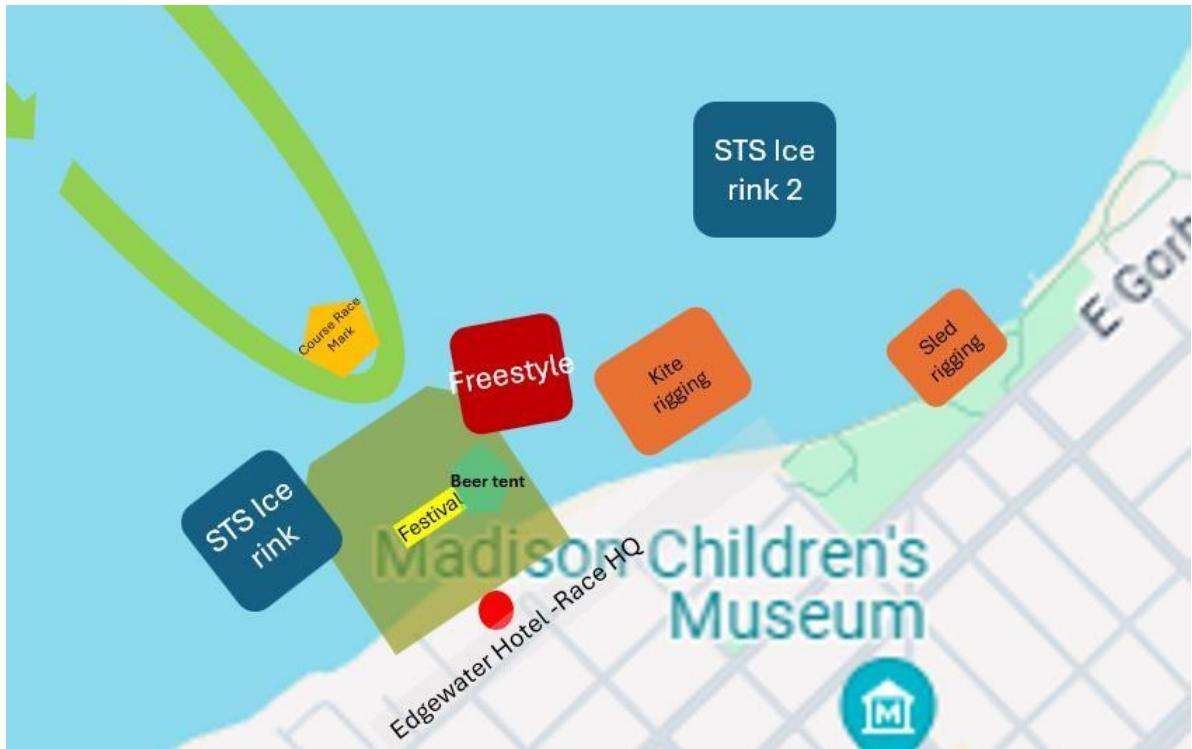 STS Ice
rink 2
E Gorh
Course Race
Mark
Freestyle
Kite
rigging
Sled
rigging
STS Ice
rink
Beer tent
Festival
Madison Children's
Museum
Edgewater Hotel -Race HQ
M